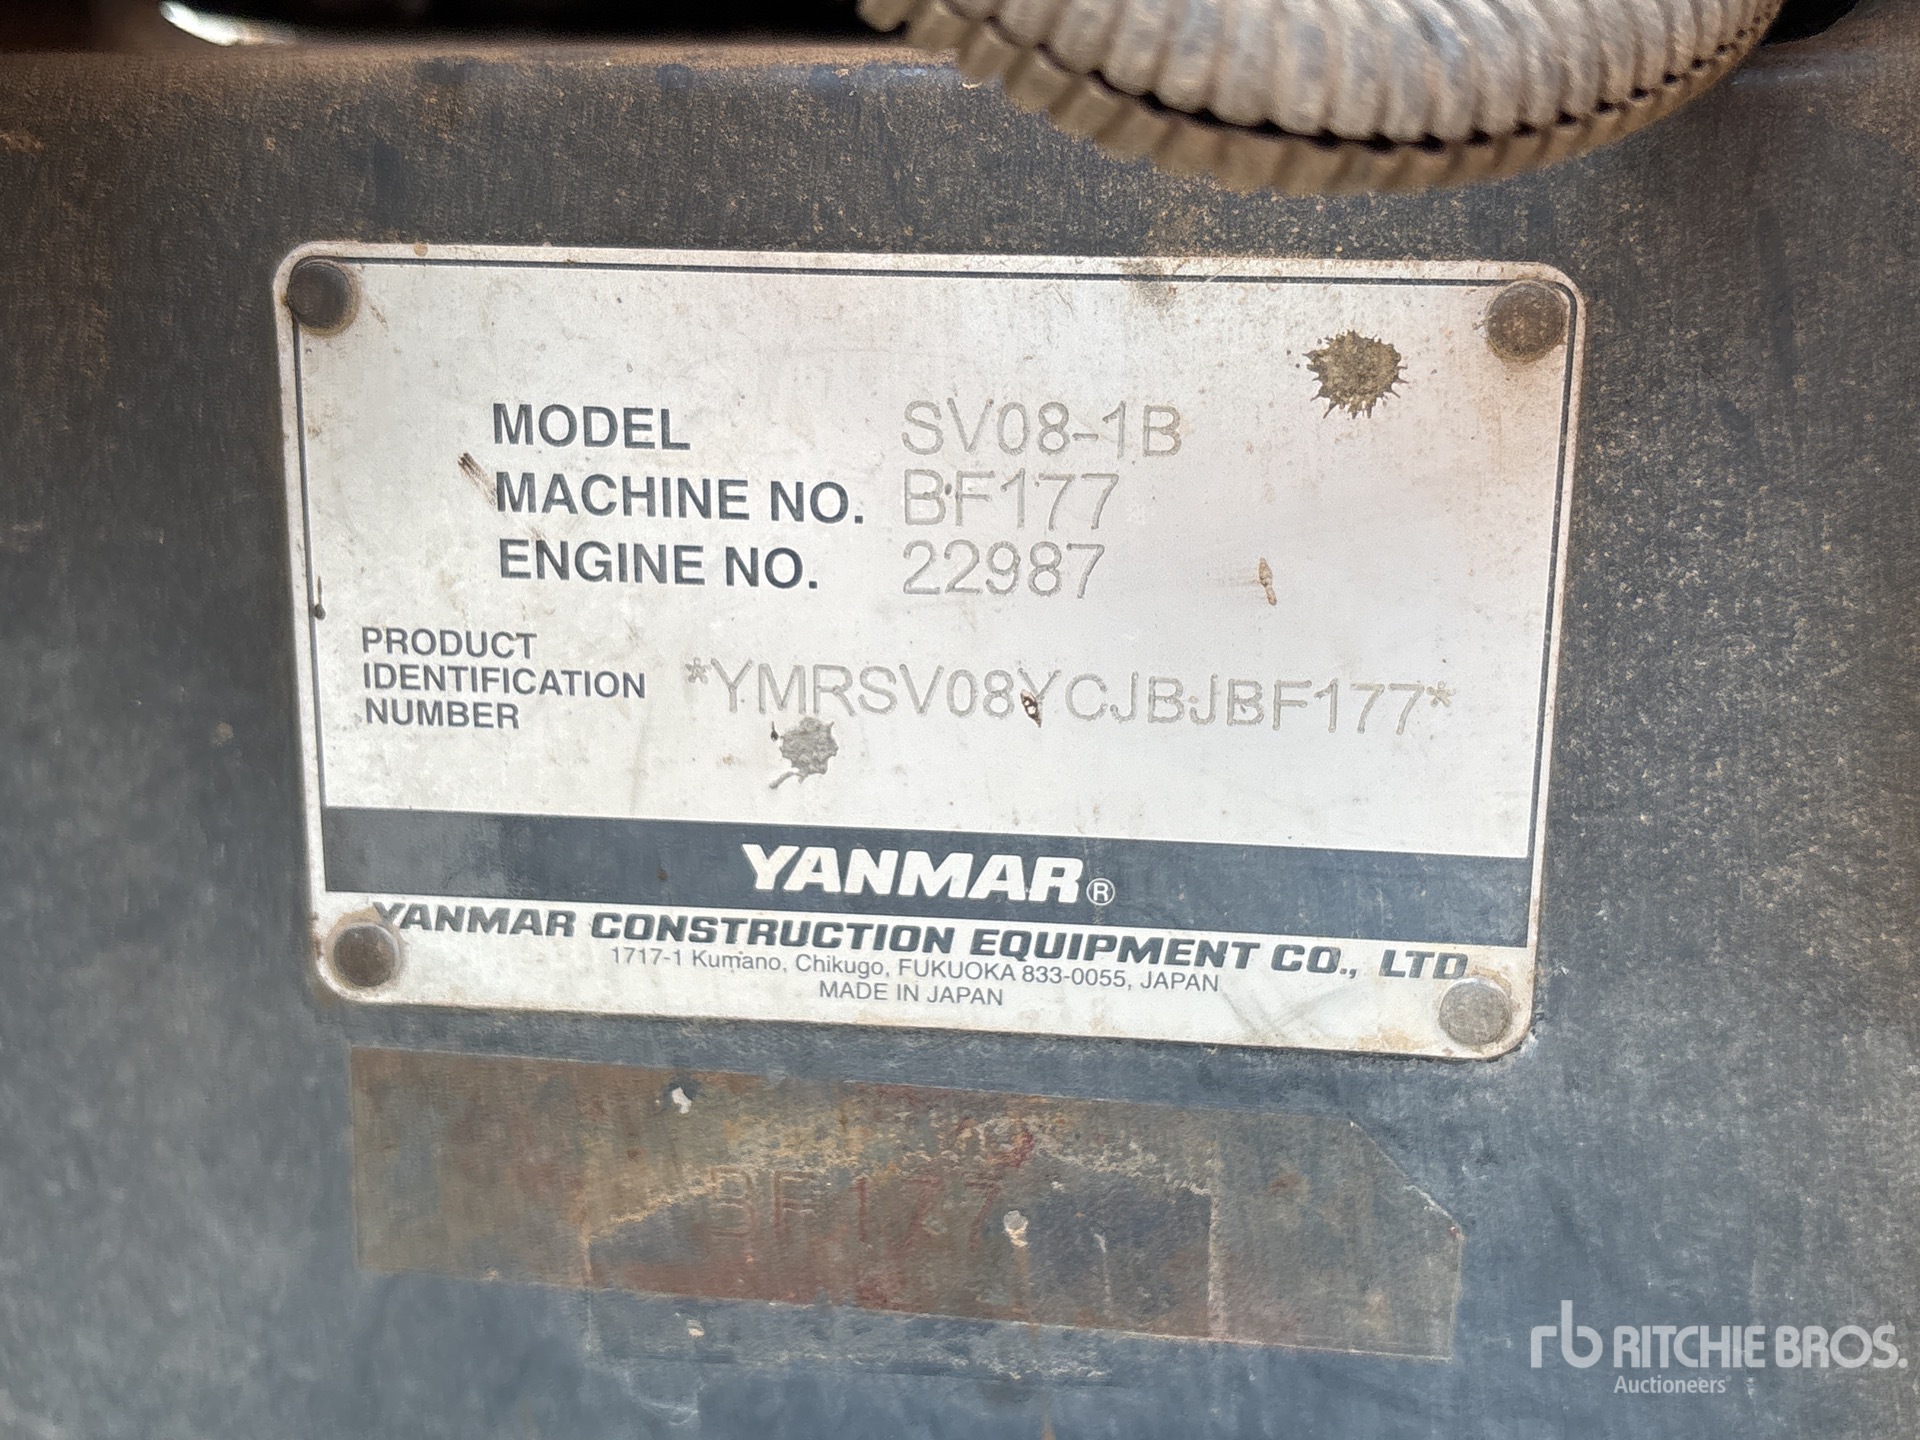 MODEL SV08-1B
MACHINE NO. BF177
ENGINE NO. 22987
PRODUCT
IDENTIFICATION
NUMBER
*YMRSV08YCJBJBF177*
YANMAR®
YANMAR CONSTRUCTION EQUIPMENT CO., LTD.
1717-1 Kumano, Chikugo, FUKUOKA 833-0055, JAPAN
MADE IN JAPAN
BF177
rb RITCHIE BROS.
Auctioneers